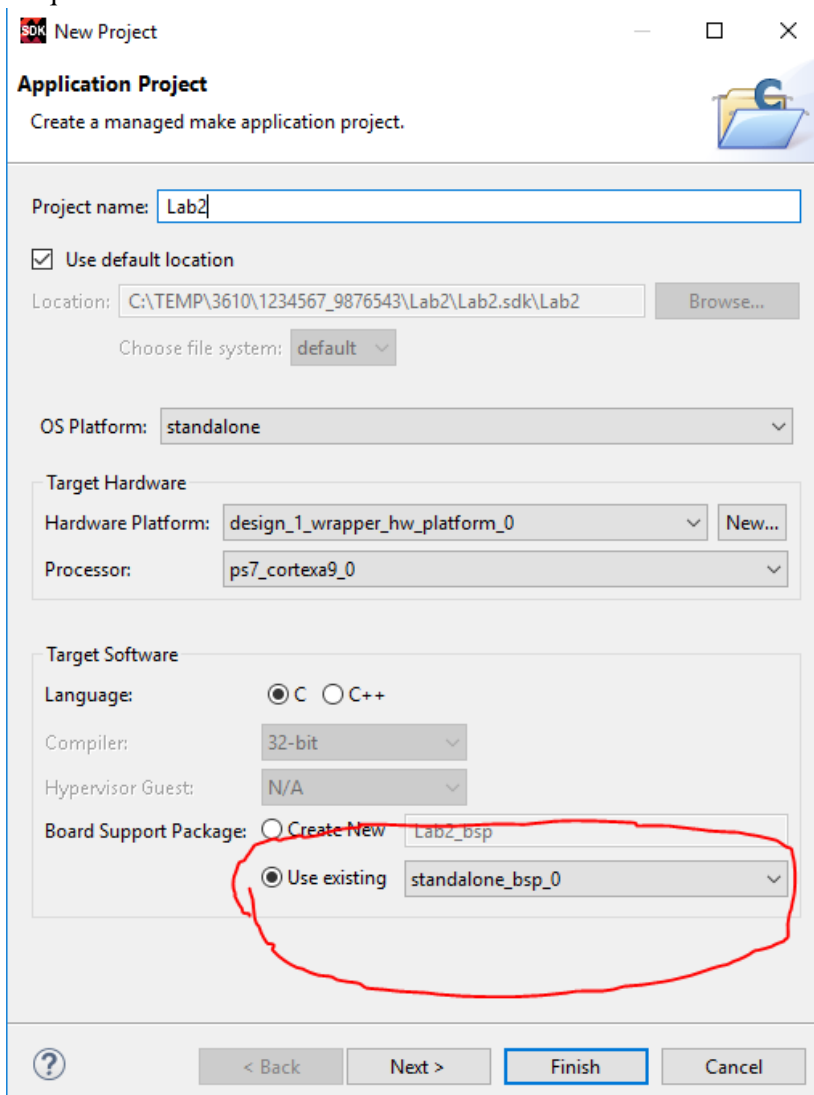 SDK New Project
Application Project
Create a managed make application project.
C
Project name: Lab2
Use default location
Location: C:\TEMP\3610\1234567_9876543\Lab2\Lab2.sdk\Lab2 Browse...
Choose file system: default
OS Platform: standalone
Target Hardware
Hardware Platform: design_1_wrapper_hw_platform_0 New...
Processor: ps7_cortexa9_0
Target Software
Language: C C++
Compiler: 32-bit
Hypervisor Guest: N/A
Board Support Package: Create New Lab2_bsp
Use existing standalone_bsp_0
? < Back Next > Finish Cancel